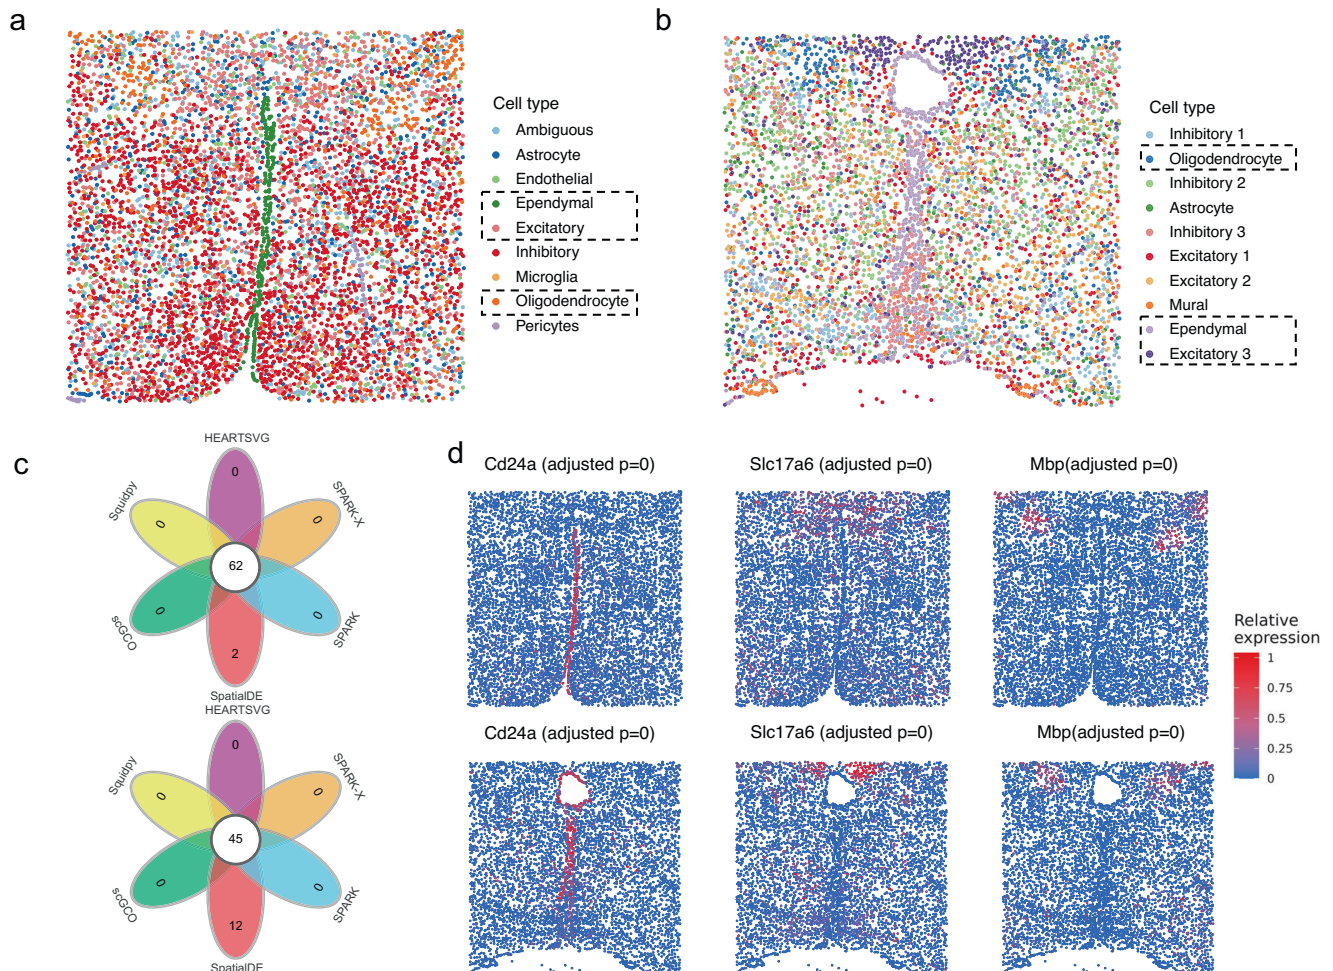 a
Cell type
Ambiguous
Astrocyte
Endothelial
Ependymal
Excitatory
Inhibitory
Microglia
Oligodendrocyte
Pericytes
b
Cell type
Inhibitory 1
Oligodendrocyte
Inhibitory 2
Astrocyte
Inhibitory 3
Excitatory 1
Excitatory 2
Mural
Ependymal
Excitatory 3
c
HEARTSVG
0
SPARK-X
0
SPARK
0
SpatialDE
2
scGCO
0
Squidpy
0
62
HEARTSVG
0
SPARK-X
0
SPARK
0
SpatialDE
12
scGCO
0
Squidpy
0
45
d
Cd24a (adjusted p=0)
Slc17a6 (adjusted p=0)
Mbp(adjusted p=0)
Cd24a (adjusted p=0)
Slc17a6 (adjusted p=0)
Mbp(adjusted p=0)
Relative
expression
1
0.75
0.5
0.25
0